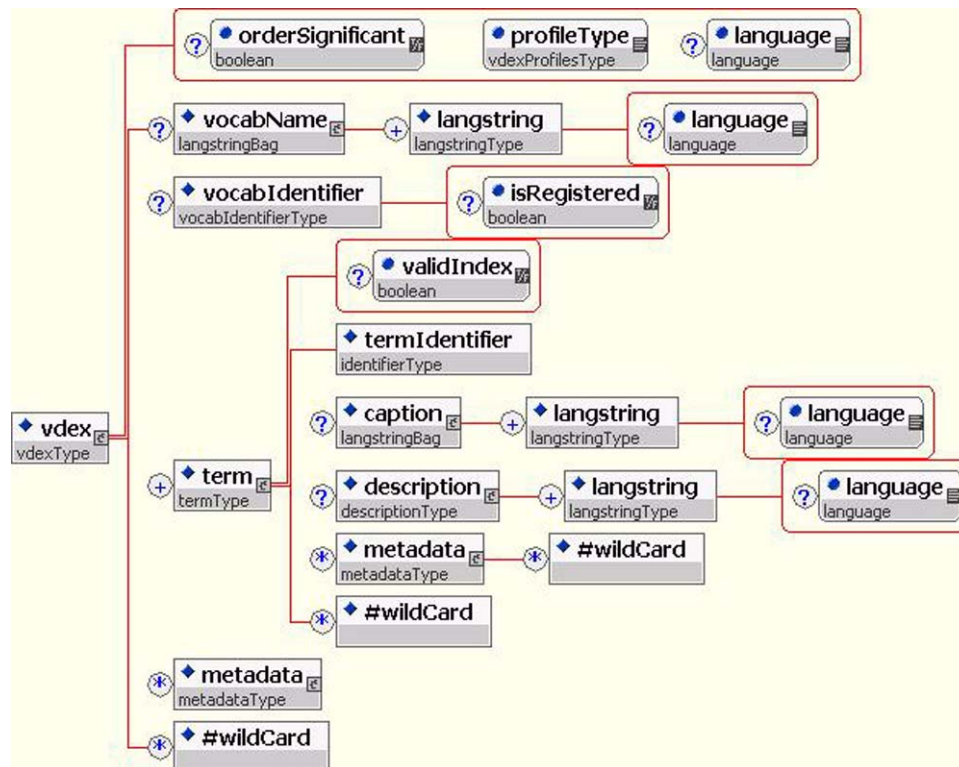 ? orderSignificant profileType ? language
boolean vdexProfilesType language
? vocabName + langstring ? language
langstringBag langstringType language
? vocabIdentifier ? isRegistered
vocabIdentifierType boolean
? validIndex
boolean
termIdentifier
identifierType
? caption + langstring ? language
langstringBag langstringType language
vdex
vdexType
+ term
termType
? description + langstring ? language
descriptionType langstringType language
* metadata * #wildCard
metadataType
* #wildCard
* metadata
metadataType
* #wildCard